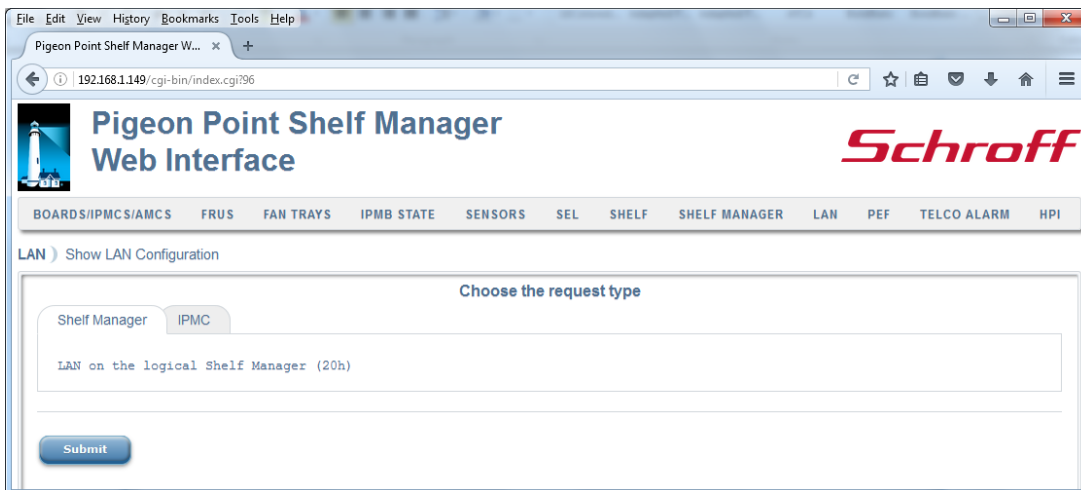 File Edit View History Bookmarks Tools Help
Pigeon Point Shelf Manager W... × +
192.168.1.149/cgi-bin/index.cgi?96
Pigeon Point Shelf Manager
Web Interface
Schroff
BOARDS/IPMCS/AMCS FRUS FAN TRAYS IPMB STATE SENSORS SEL SHELF SHELF MANAGER LAN PEF TELCO ALARM HPI
LAN ) Show LAN Configuration
Choose the request type
Shelf Manager IPMC
LAN on the logical Shelf Manager (20h)
Submit